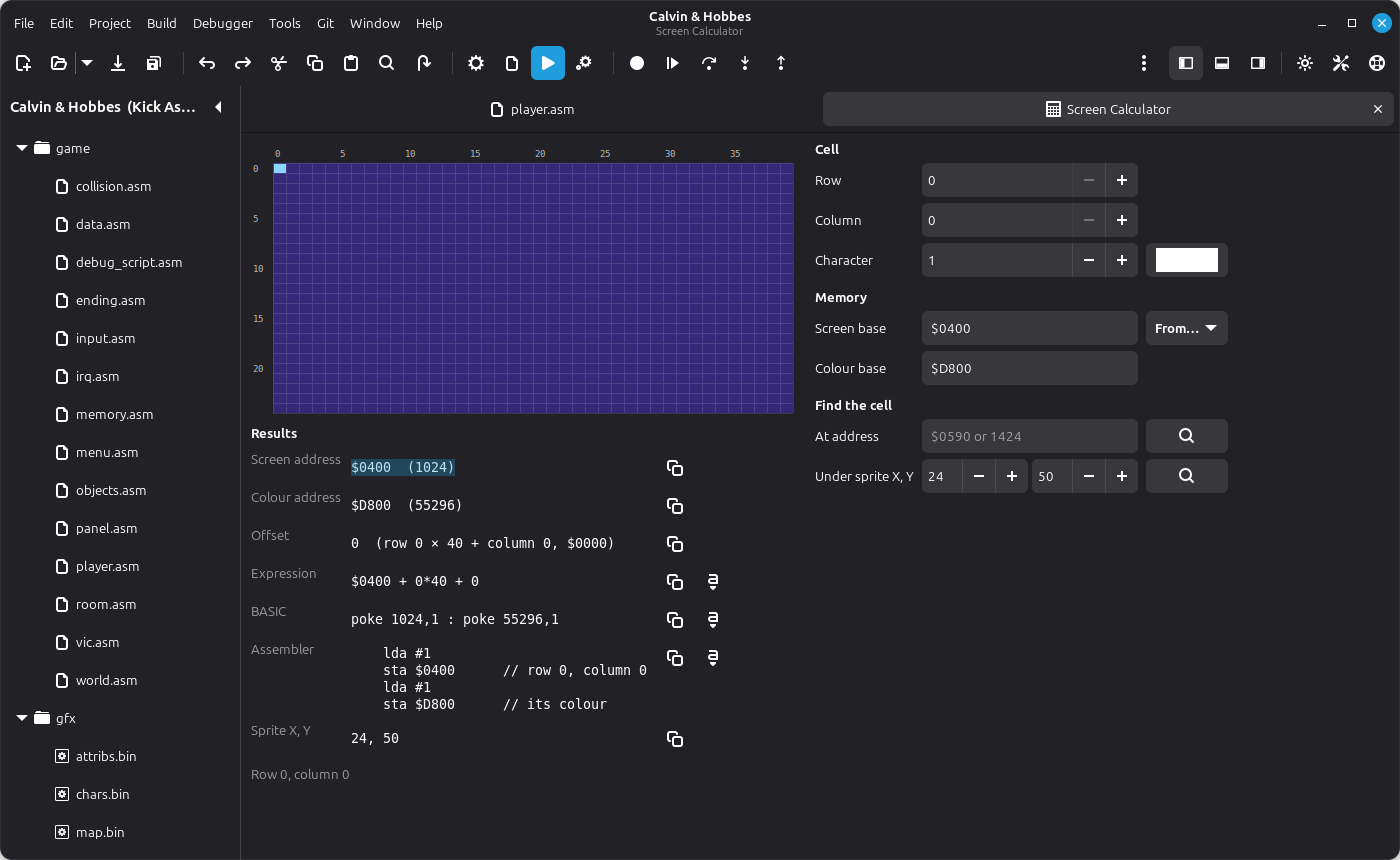 File Edit Project Build Debugger Tools Git Window Help
Calvin & Hobbes
Screen Calculator
Calvin & Hobbes (Kick As...
game
collision.asm
data.asm
debug_script.asm
ending.asm
input.asm
irq.asm
memory.asm
menu.asm
objects.asm
panel.asm
player.asm
room.asm
vic.asm
world.asm
gfx
attribs.bin
chars.bin
map.bin
player.asm
Screen Calculator
0 5 10 15 20 25 30 35
0
5
10
15
20
Results
Screen address $0400 (1024)
Colour address $D800 (55296)
Offset 0 (row 0 × 40 + column 0, $0000)
Expression $0400 + 0*40 + 0
BASIC poke 1024,1 : poke 55296,1
Assembler lda #1
sta $0400 // row 0, column 0
lda #1
sta $D800 // its colour
Sprite X, Y 24, 50
Row 0, column 0
Cell
Row 0
Column 0
Character 1
Memory
Screen base $0400 From...
Colour base $D800
Find the cell
At address $0590 or 1424
Under sprite X, Y 24 50